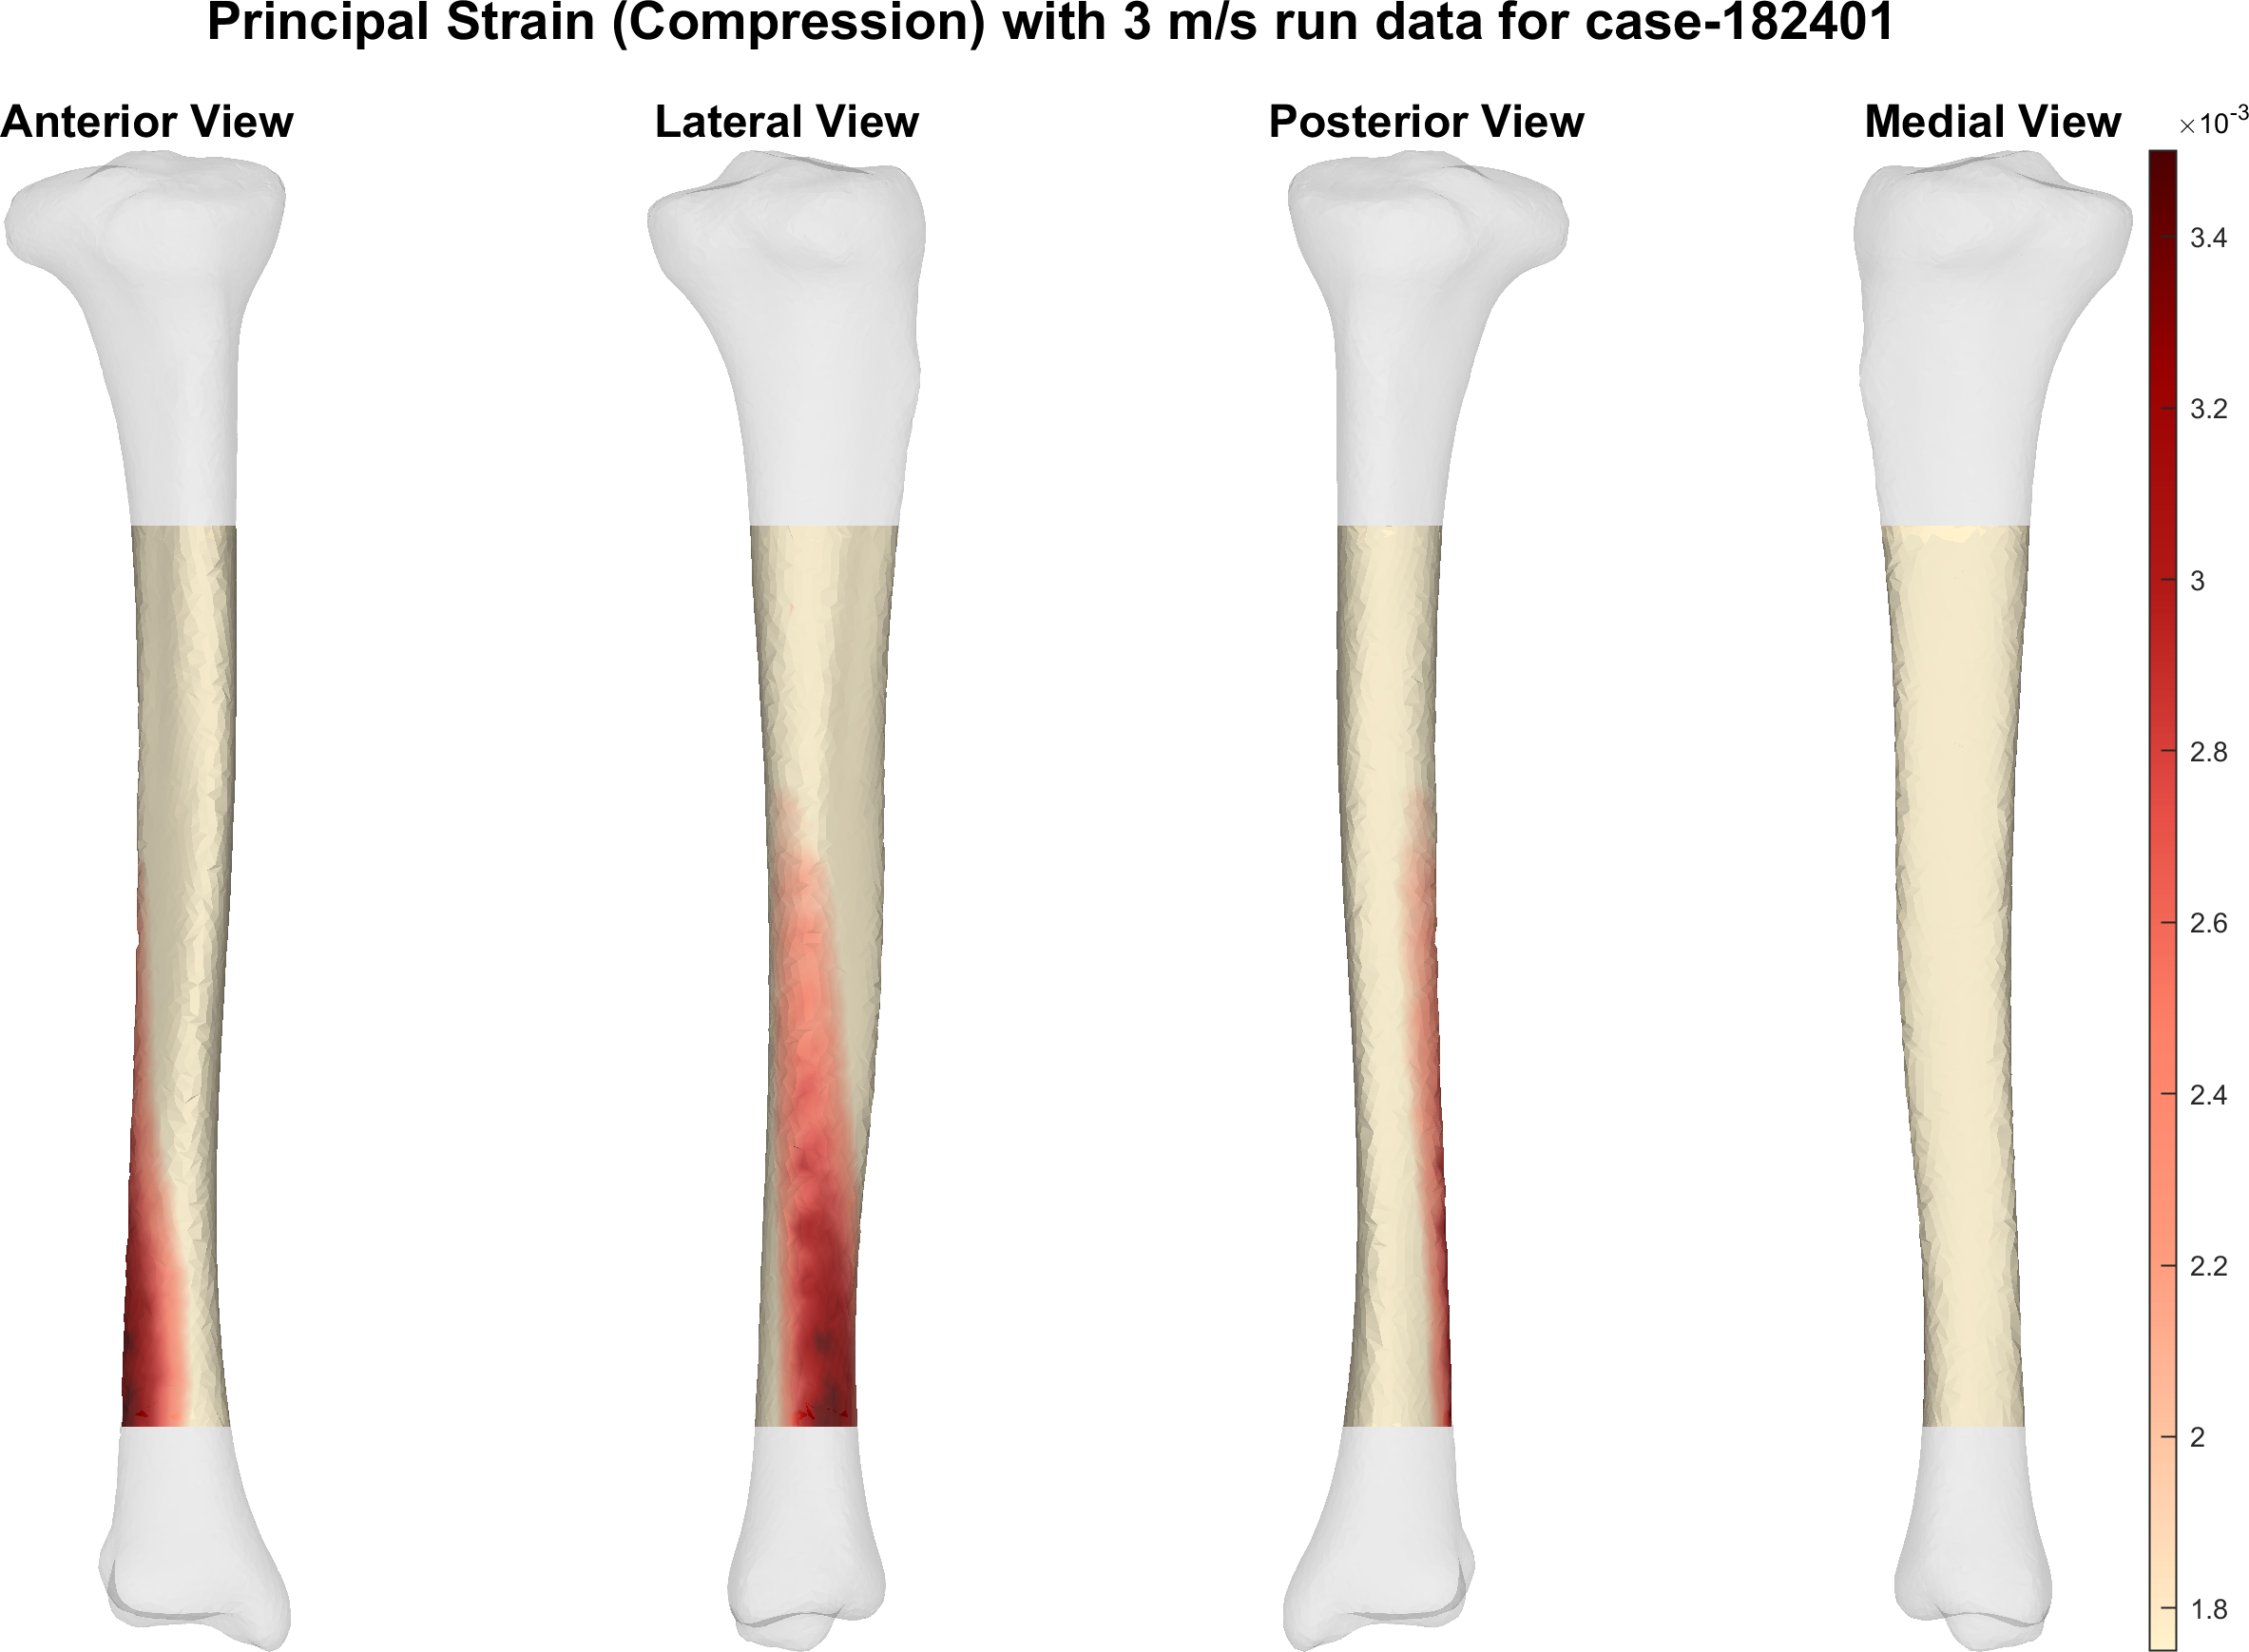 Principal Strain (Compression) with 3 m/s run data for case-182401
Anterior View
Lateral View
Posterior View
Medial View
×10⁻³
3.4
3.2
3
2.8
2.6
2.4
2.2
2
1.8